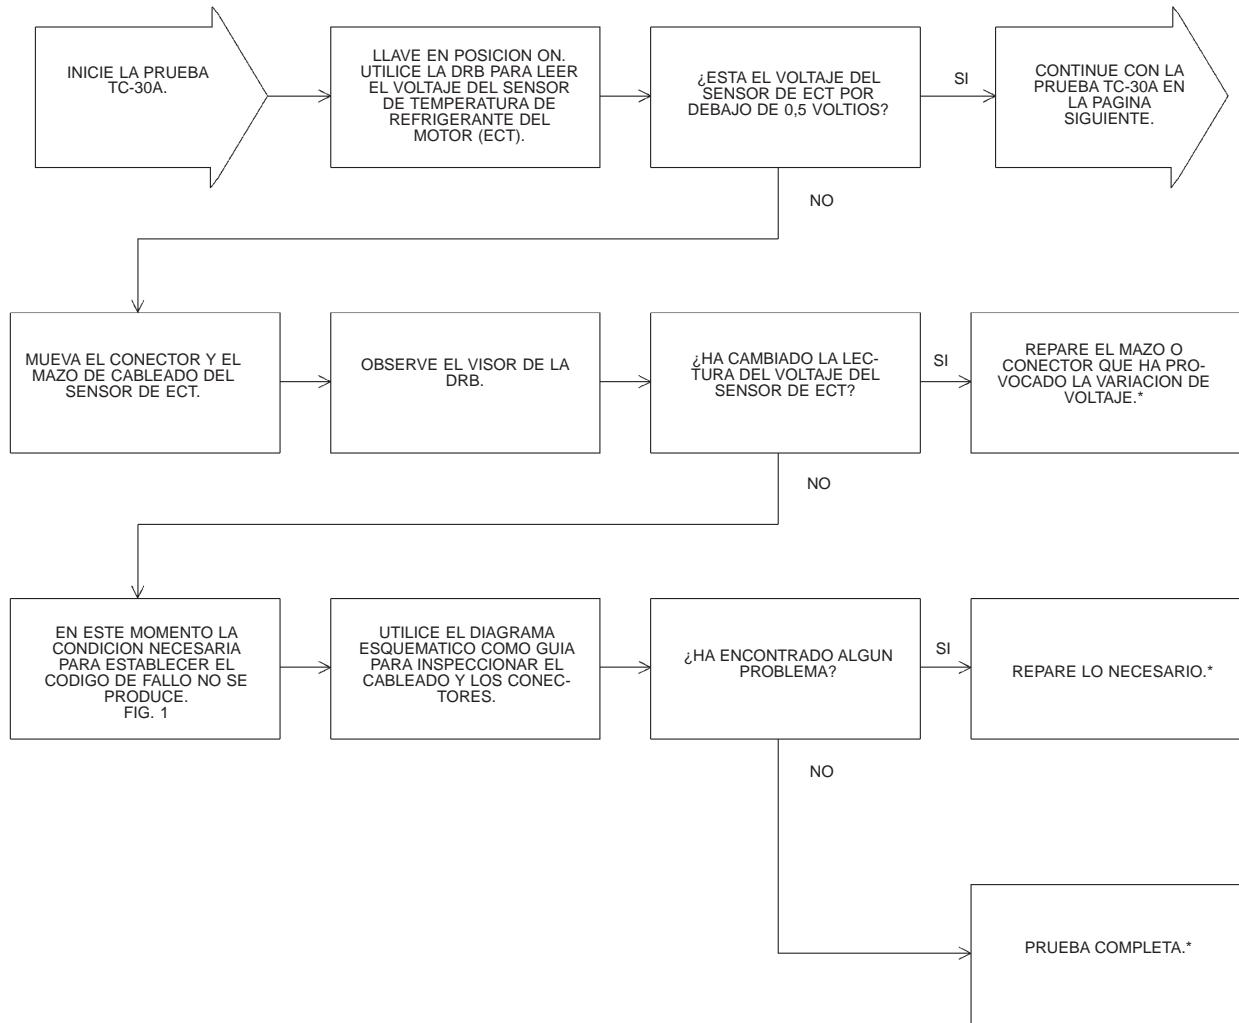 INICIE LA PRUEBA
TC-30A.
LLAVE EN POSICION ON.
UTILICE LA DRB PARA LEER
EL VOLTAJE DEL SENSOR
DE TEMPERATURA DE
REFRIGERANTE DEL
MOTOR (ECT).
¿ESTA EL VOLTAJE DEL
SENSOR DE ECT POR
DEBAJO DE 0,5 VOLTIOS?
SI
CONTINUE CON LA
PRUEBA TC-30A EN
LA PAGINA
SIGUIENTE.
NO
MUEVA EL CONECTOR Y EL
MAZO DE CABLEADO DEL
SENSOR DE ECT.
OBSERVE EL VISOR DE LA
DRB.
¿HA CAMBIADO LA LEC-
TURA DEL VOLTAJE DEL
SENSOR DE ECT?
SI
REPARE EL MAZO O
CONECTOR QUE HA PRO-
VOCADO LA VARIACION DE
VOLTAJE.*
NO
EN ESTE MOMENTO LA
CONDICION NECESARIA
PARA ESTABLECER EL
CODIGO DE FALLO NO SE
PRODUCE.
FIG. 1
UTILICE EL DIAGRAMA
ESQUEMATICO COMO GUIA
PARA INSPECCIONAR EL
CABLEADO Y LOS CONEC-
TORES.
¿HA ENCONTRADO ALGUN
PROBLEMA?
SI
REPARE LO NECESARIO.*
NO
PRUEBA COMPLETA.*